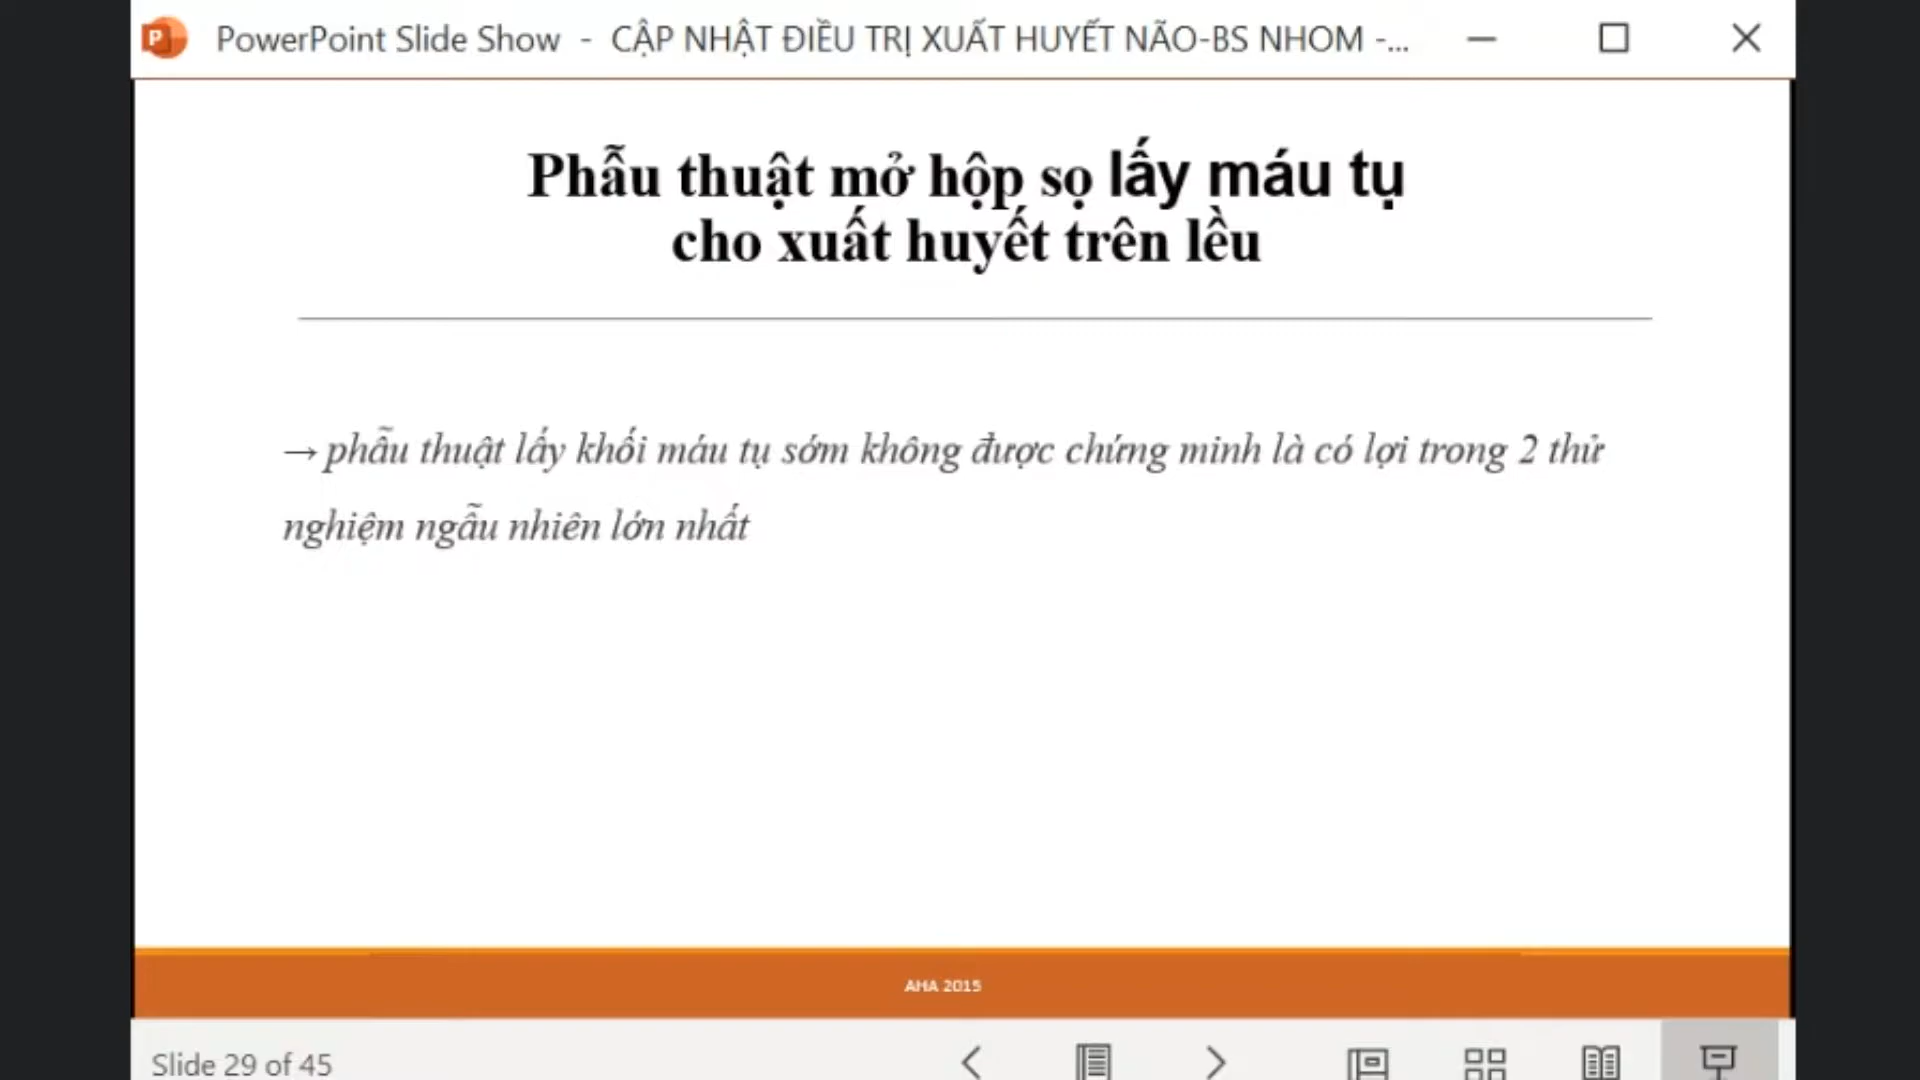 PowerPoint Slide Show - CẬP NHẬT ĐIỀU TRỊ XUẤT HUYẾT NÃO-BS NHOM -...
Phẫu thuật mở hộp sọ lấy máu tụ
cho xuất huyết trên lều
→ phẫu thuật lấy khối máu tụ sớm không được chứng minh là có lợi trong 2 thử
nghiệm ngẫu nhiên lớn nhất
AHA 2015
Slide 29 of 45